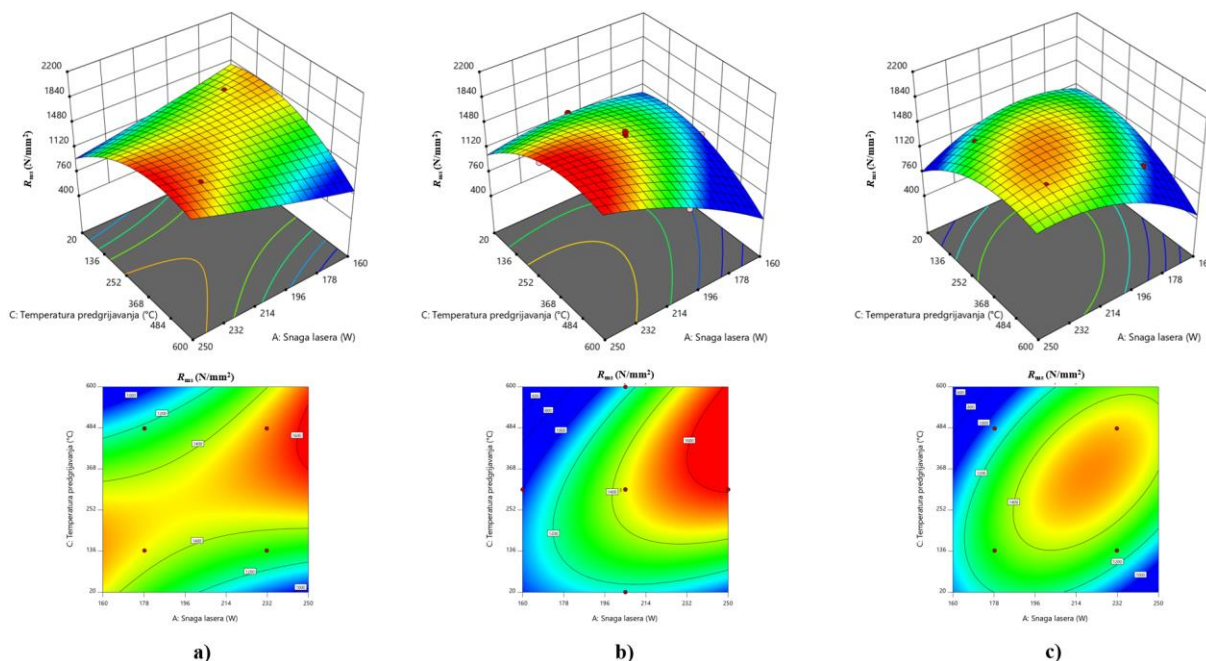 2200
1840
1480
1120
760
400
Rms (N/mm²)
20
136
252
368
484
600
C: Temperatura predgrijavanja (°C)
160
178
196
214
232
250
A: Snaga lasera (W)
2200
1840
1480
1120
760
400
Rms (N/mm²)
20
136
252
368
484
600
C: Temperatura predgrijavanja (°C)
160
178
196
214
232
250
A: Snaga lasera (W)
2200
1840
1480
1120
760
400
Rms (N/mm²)
20
136
252
368
484
600
C: Temperatura predgrijavanja (°C)
178
196
214
232
250
A: Snaga lasera (W)
Rms (N/mm²)
600
484
368
252
136
20
C: Temperatura predgrijavanja (°C)
160 178 196 214 232 250
A: Snaga lasera (W)
a)
Rms (N/mm²)
600
484
368
252
136
20
C: Temperatura predgrijavanja (°C)
160 178 196 214 232 250
A: Snaga lasera (W)
b)
Rms (N/mm²)
600
484
368
252
136
20
C: Temperatura predgrijavanja (°C)
160 178 196 214 232 250
A: Snaga lasera (W)
c)